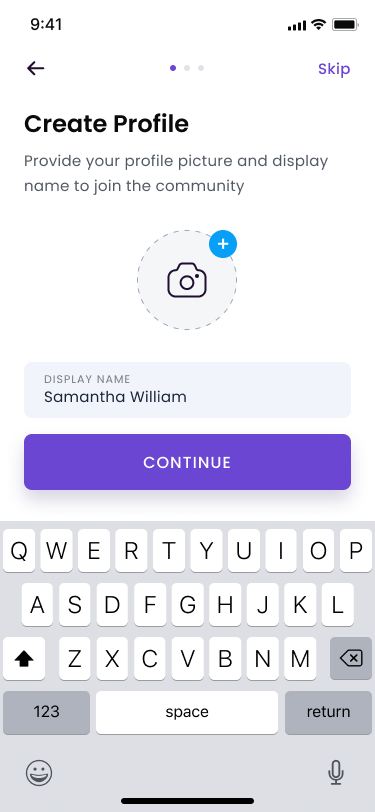 9:41
Skip
Create Profile
Provide your profile picture and display
name to join the community
DISPLAY NAME
Samantha William
CONTINUE
Q W E R T Y U I O P
A S D F G H J K L
Z X C V B N M
123 space return